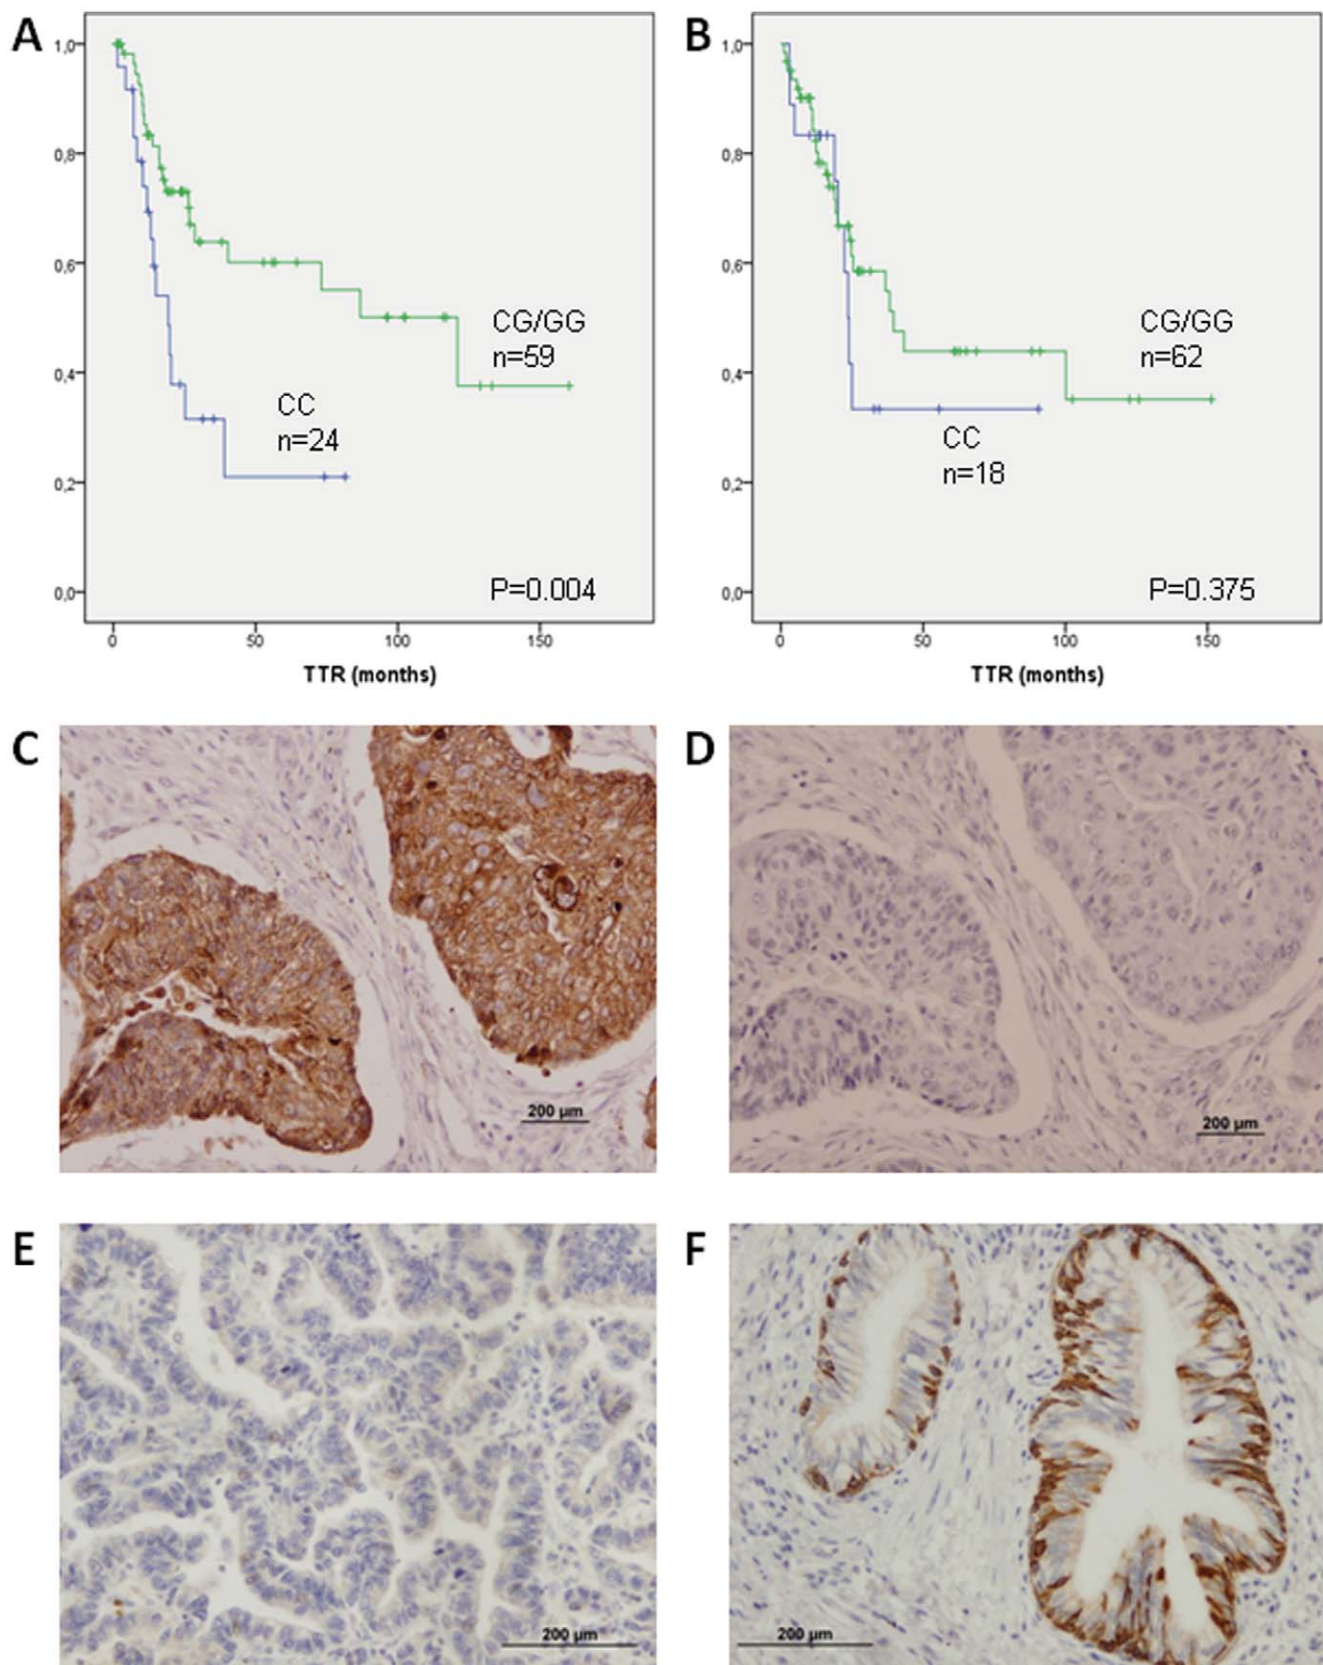 A
1,0
0,8
0,6
0,4
0,2
0,0
CG/GG
n=59
CC
n=24
P=0.004
0 50 100 150
TTR (months)
B
1,0
0,8
0,6
0,4
0,2
0,0
CG/GG
n=62
CC
n=18
P=0.375
0 50 100 150
TTR (months)
C
200 µm
D
200 µm
E
200 µm
F
200 µm